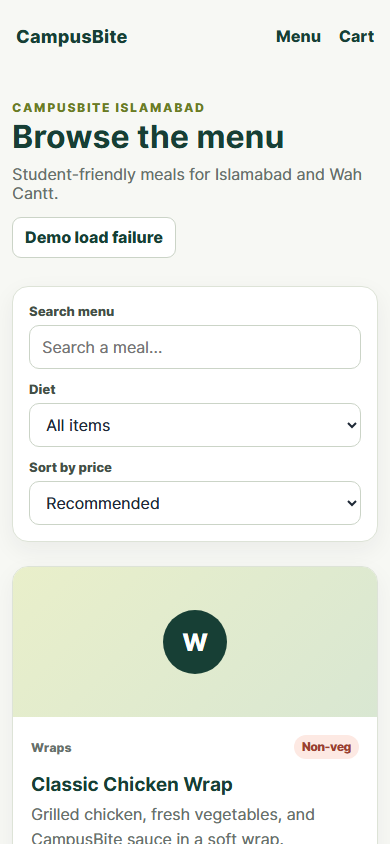 CampusBite
Menu Cart
CAMPUSBITE ISLAMABAD
Browse the menu
Student-friendly meals for Islamabad and Wah
Cantt.
Demo load failure
Search menu
Search a meal...
Diet
All items
Sort by price
Recommended
W
Wraps
Non-veg
Classic Chicken Wrap
Grilled chicken, fresh vegetables, and
CampusBite sauce in a soft wrap.